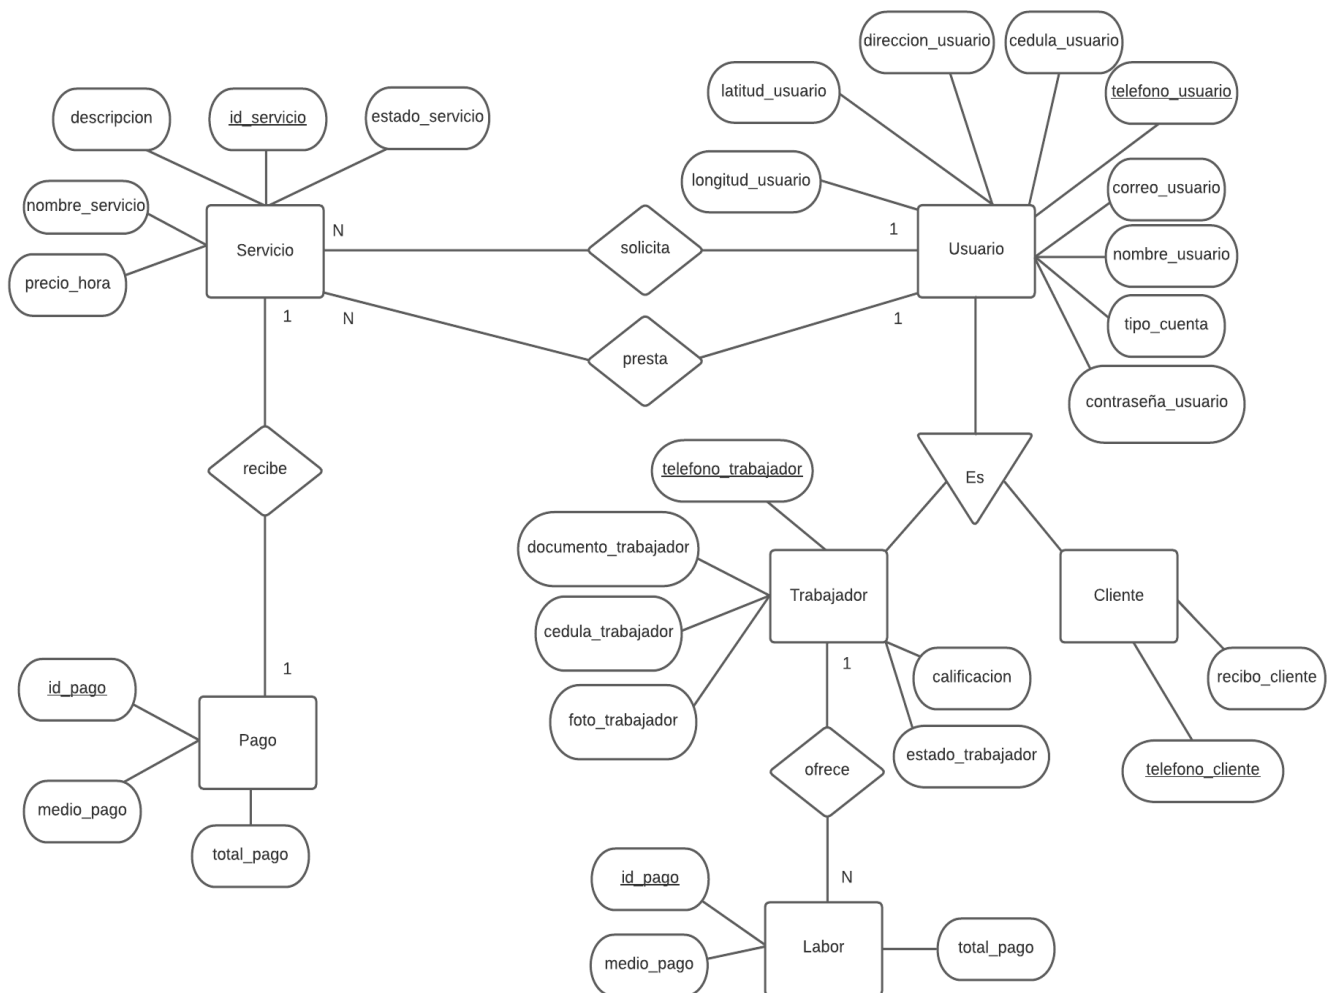 direccion_usuario
cedula_usuario
latitud_usuario
telefono_usuario
descripcion
id_servicio
estado_servicio
longitud_usuario
correo_usuario
nombre_servicio
Servicio
N
solicita
1
Usuario
nombre_usuario
precio_hora
1
N
1
tipo_cuenta
presta
contraseña_usuario
recibe
telefono_trabajador
Es
documento_trabajador
Trabajador
Cliente
cedula_trabajador
1
1
calificacion
recibo_cliente
id_pago
foto_trabajador
Pago
estado_trabajador
ofrece
telefono_cliente
medio_pago
total_pago
id_pago
N
Labor
total_pago
medio_pago